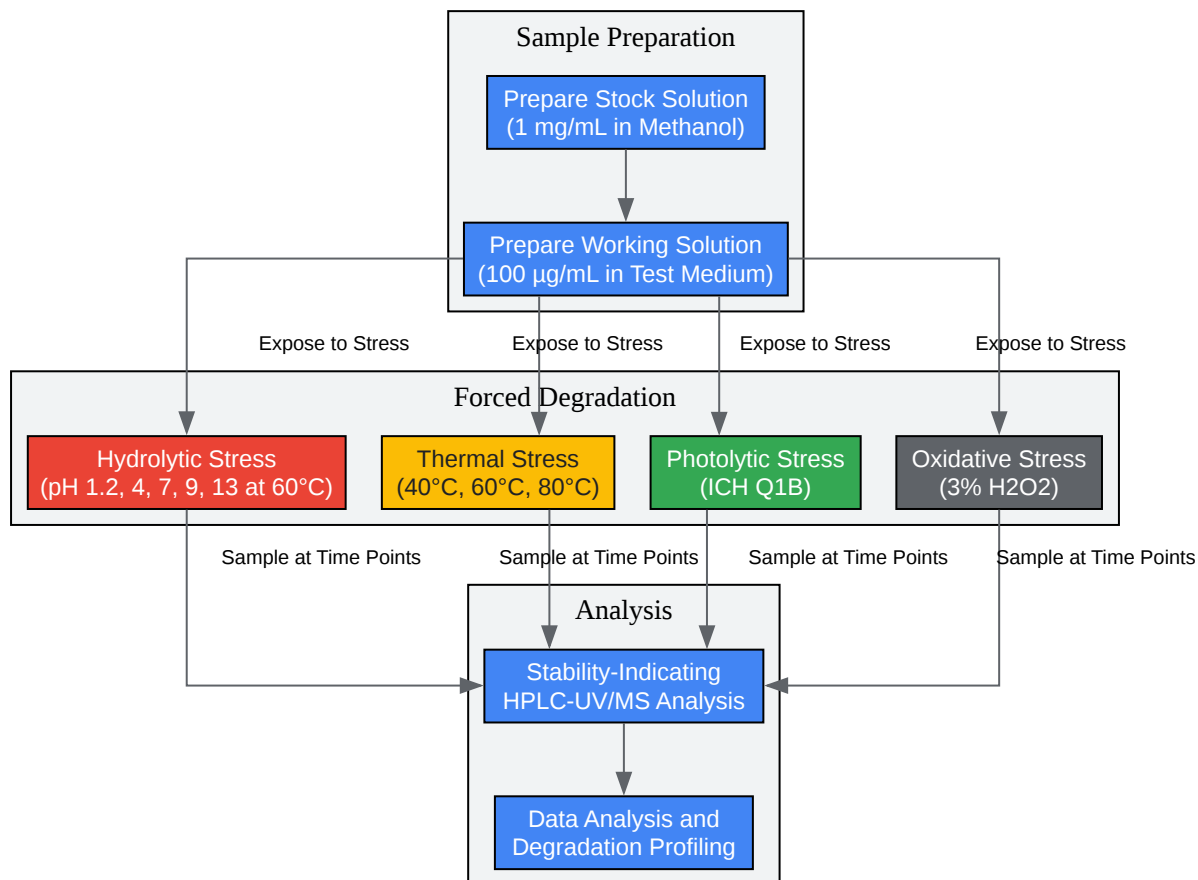 Sample Preparation
Prepare Stock Solution
(1 mg/mL in Methanol)
Prepare Working Solution
(100 µg/mL in Test Medium)
Expose to Stress
Expose to Stress
Expose to Stress
Expose to Stress
Forced Degradation
Hydrolytic Stress
(pH 1.2, 4, 7, 9, 13 at 60°C)
Thermal Stress
(40°C, 60°C, 80°C)
Photolytic Stress
(ICH Q1B)
Oxidative Stress
(3% H2O2)
Sample at Time Points
Sample at Time Points
Sample at Time Points
Sample at Time Points
Analysis
Stability-Indicating
HPLC-UV/MS Analysis
Data Analysis and
Degradation Profiling